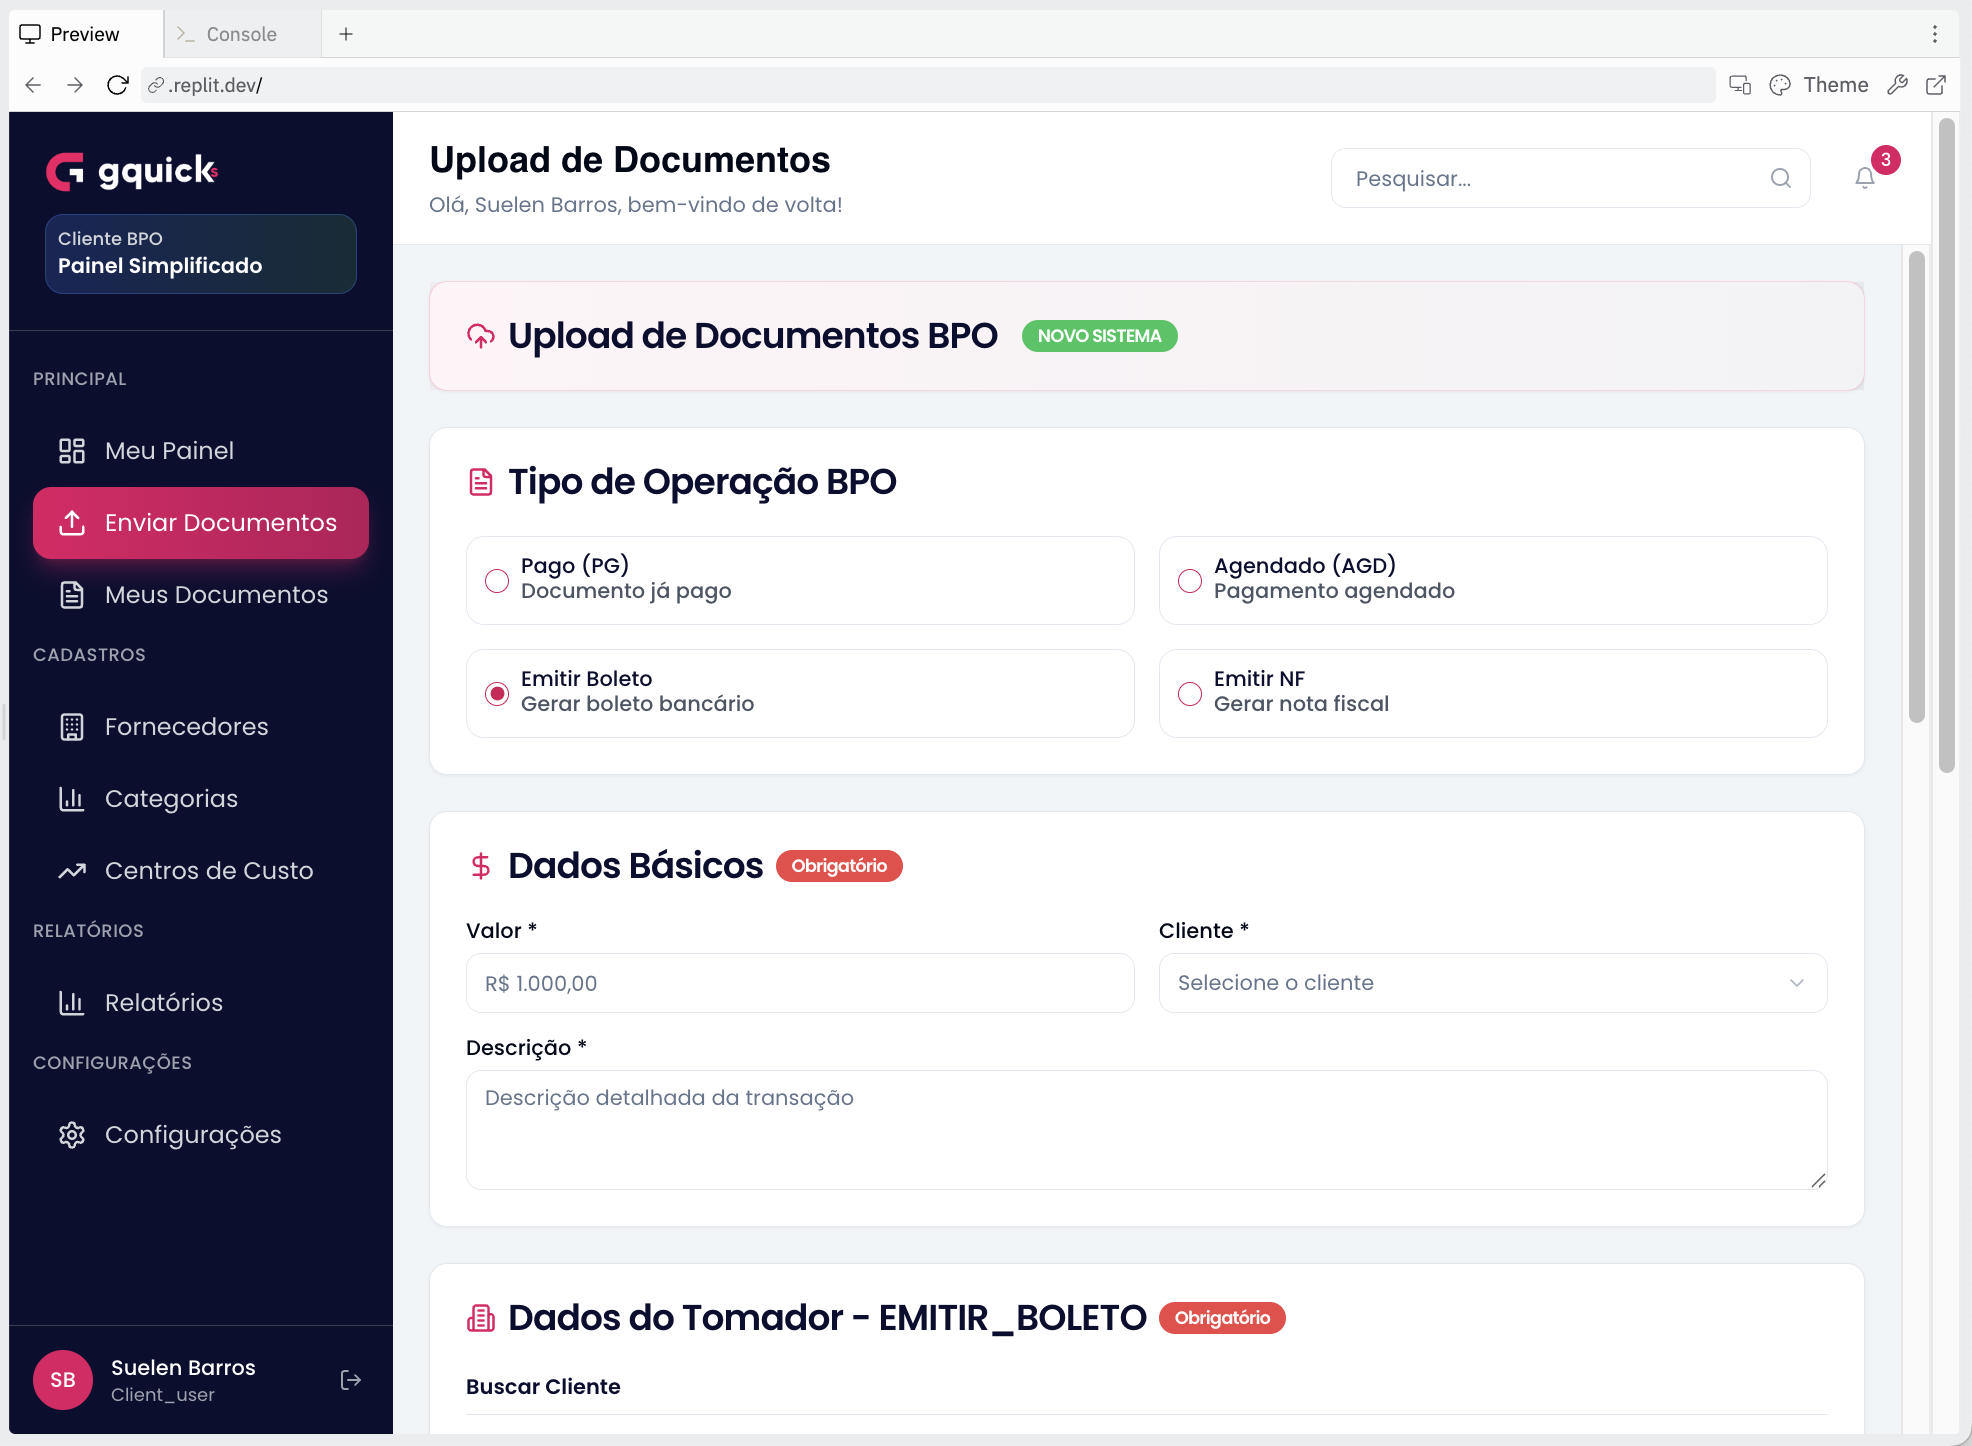 Preview
Console
.replit.dev/
Theme
gquicks
Cliente BPO
Painel Simplificado
PRINCIPAL
Meu Painel
Enviar Documentos
Meus Documentos
CADASTROS
Fornecedores
Categorias
Centros de Custo
RELATÓRIOS
Relatórios
CONFIGURAÇÕES
Configurações
SB
Suelen Barros
Client_user
Upload de Documentos
Olá, Suelen Barros, bem-vindo de volta!
Pesquisar...
3
Upload de Documentos BPO
NOVO SISTEMA
Tipo de Operação BPO
Pago (PG)
Documento já pago
Agendado (AGD)
Pagamento agendado
Emitir Boleto
Gerar boleto bancário
Emitir NF
Gerar nota fiscal
Dados Básicos
Obrigatório
Valor *
R$ 1.000,00
Cliente *
Selecione o cliente
Descrição *
Descrição detalhada da transação
Dados do Tomador - EMITIR_BOLETO
Obrigatório
Buscar Cliente